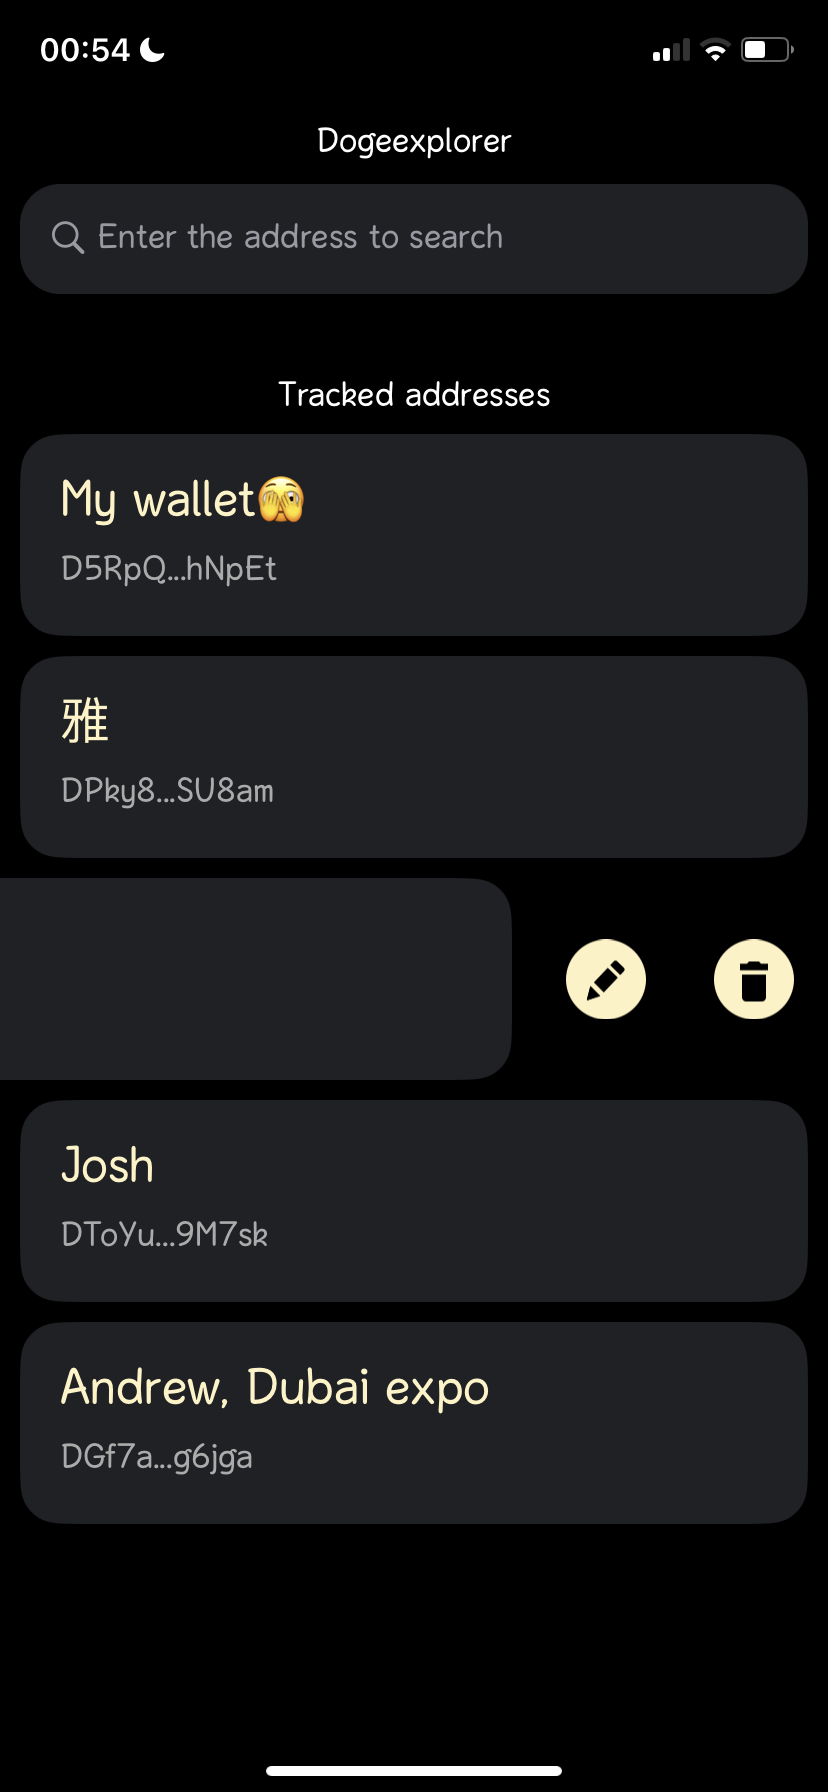 00:54
Dogeexplorer
Enter the address to search
Tracked addresses
My wallet🫣
D5RpQ...hNpEt
雅
DPky8...SU8am
Josh
DToYu...9M7sk
Andrew, Dubai expo
DGf7a...g6jga